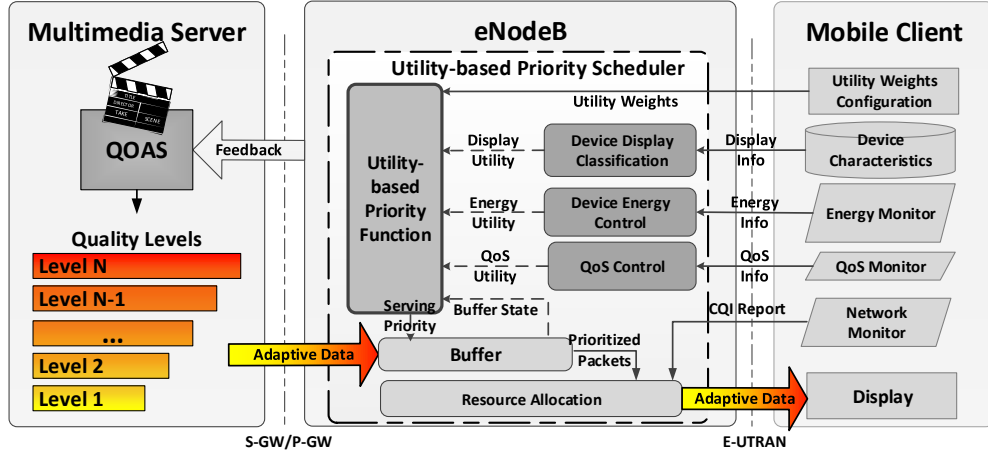 Multimedia Server
eNodeB
Mobile Client
Utility-based Priority Scheduler
TITLE
DIRECTOR
TAKE
SCENE
QOAS
Feedback
Quality Levels
Level N
Level N-1
...
Level 2
Level 1
Utility-
based
Priority
Function
Utility Weights
Utility Weights
Configuration
Display
Utility
Device Display
Classification
Display
Info
Device
Characteristics
Energy
Utility
Device Energy
Control
Energy
Info
Energy Monitor
QoS
Utility
QoS Control
QoS
Info
QoS Monitor
Serving
Priority
Buffer State
CQI Report
Network
Monitor
Adaptive Data
Buffer
Prioritized
Packets
Resource Allocation
Adaptive Data
Display
S-GW/P-GW
E-UTRAN